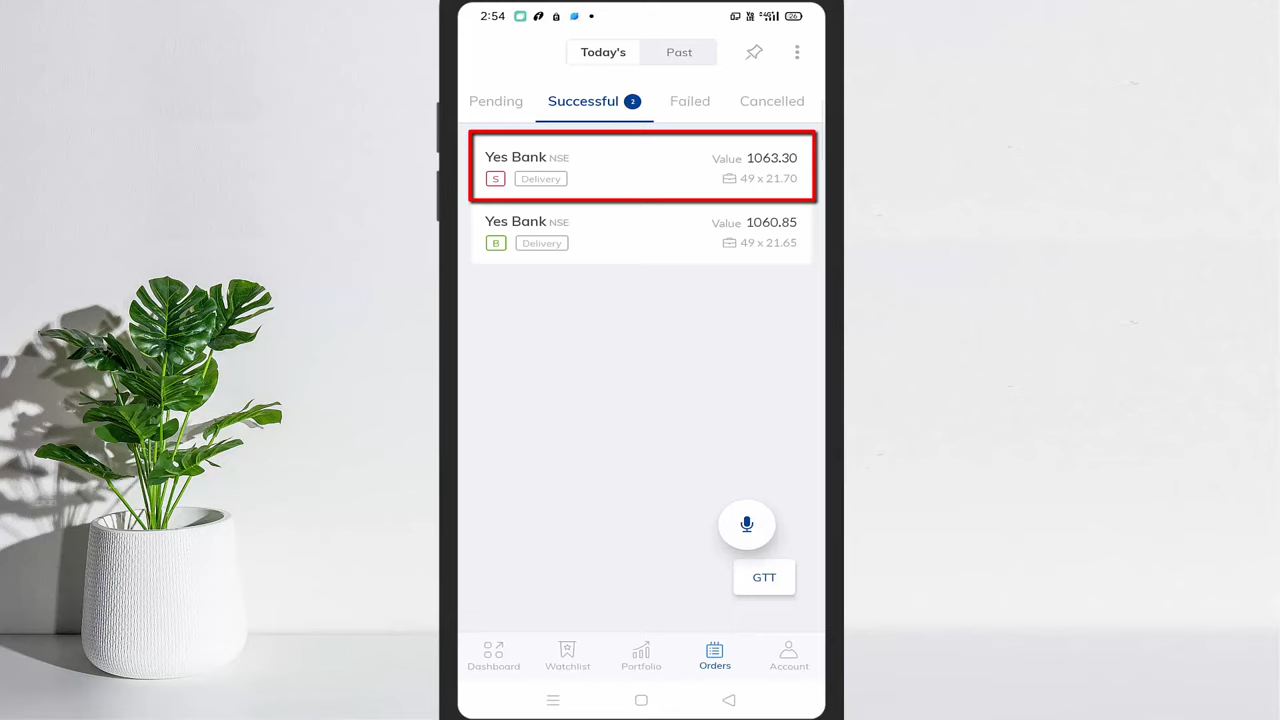 2:54
26
Today's Past
Pending Successful 2 Failed Cancelled
Yes Bank NSE Value 1063.30
S Delivery 49 x 21.70
Yes Bank NSE Value 1060.85
B Delivery 49 x 21.65
GTT
Dashboard Watchlist Portfolio Orders Account